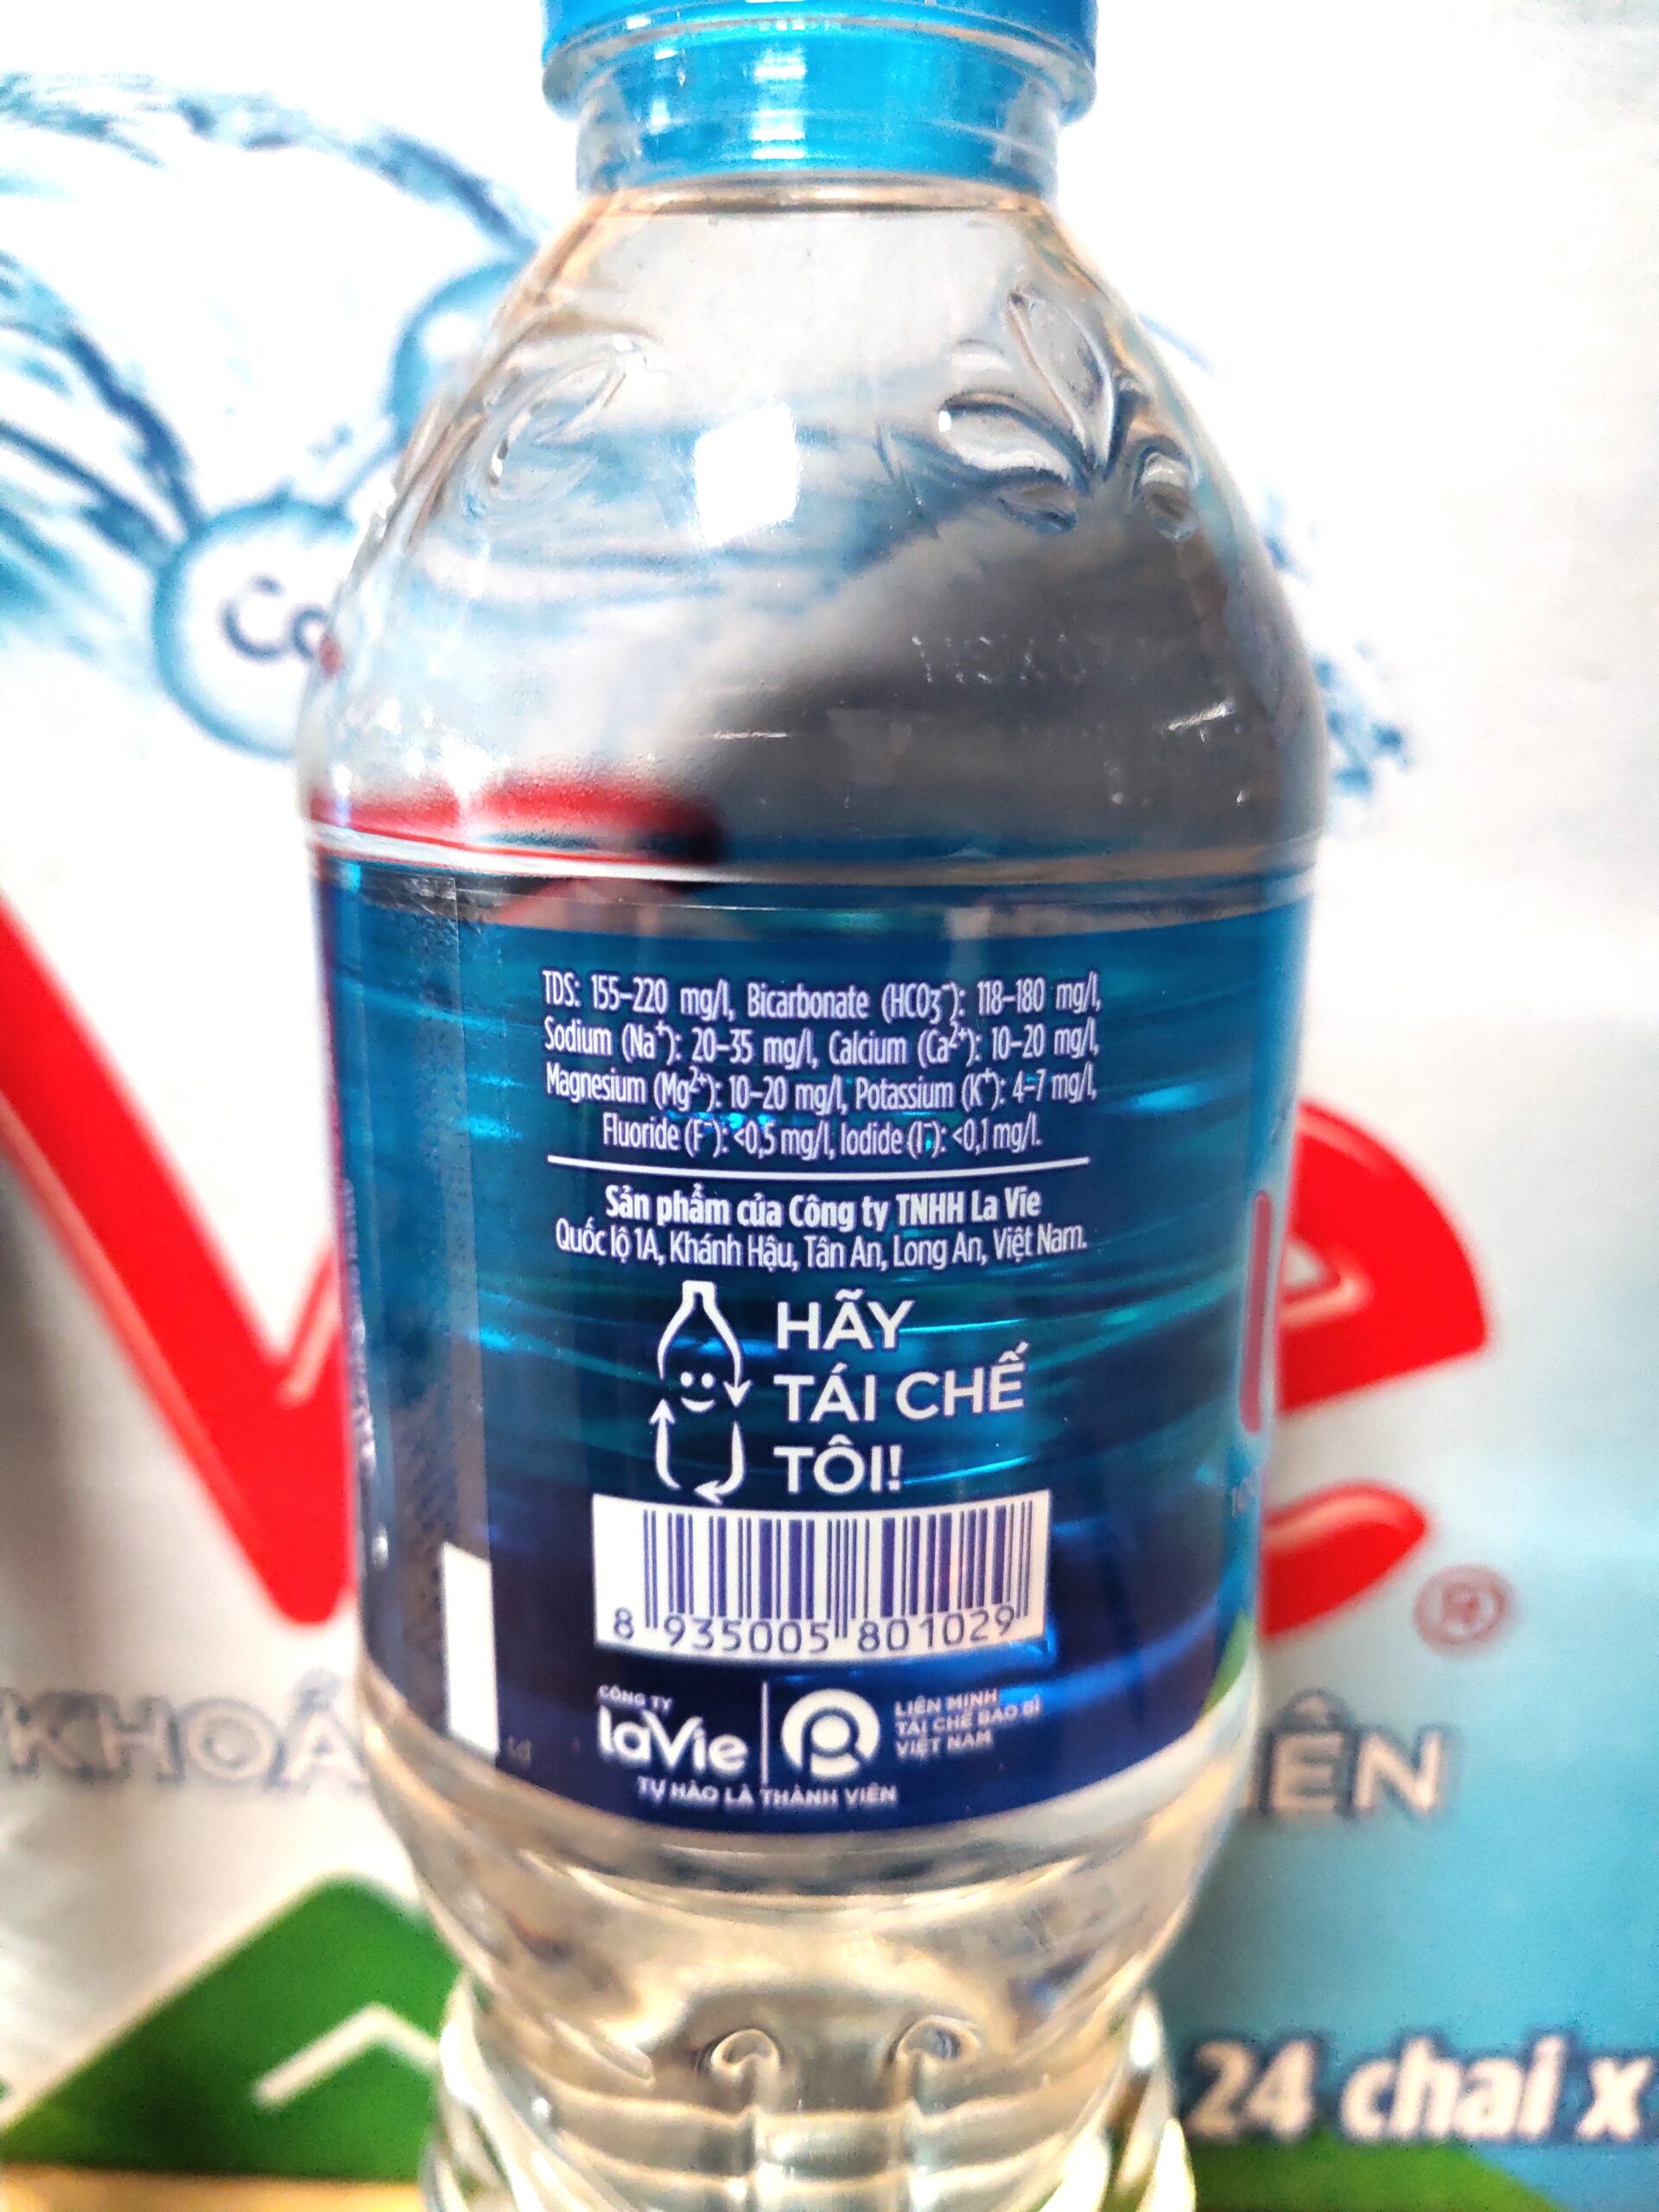 TDS: 155–220 mg/l, Bicarbonate (HCO₃⁻): 118–180 mg/l,
Sodium (Na⁺): 20–35 mg/l, Calcium (Ca²⁺): 10–20 mg/l,
Magnesium (Mg²⁺): 10–20 mg/l, Potassium (K⁺): 4–7 mg/l,
Fluoride (F⁻): <0,5 mg/l, Iodide (I⁻): <0,1 mg/l.
Sản phẩm của Công ty TNHH La Vie
Quốc lộ 1A, Khánh Hậu, Tân An, Long An, Việt Nam.
HÃY
TÁI CHẾ
TÔI!
8 935005 801029
CÔNG TY
laVie
LIÊN MINH
TÁI CHẾ BAO BÌ
VIỆT NAM
TỰ HÀO LÀ THÀNH VIÊN
Ca
®
24 chai x